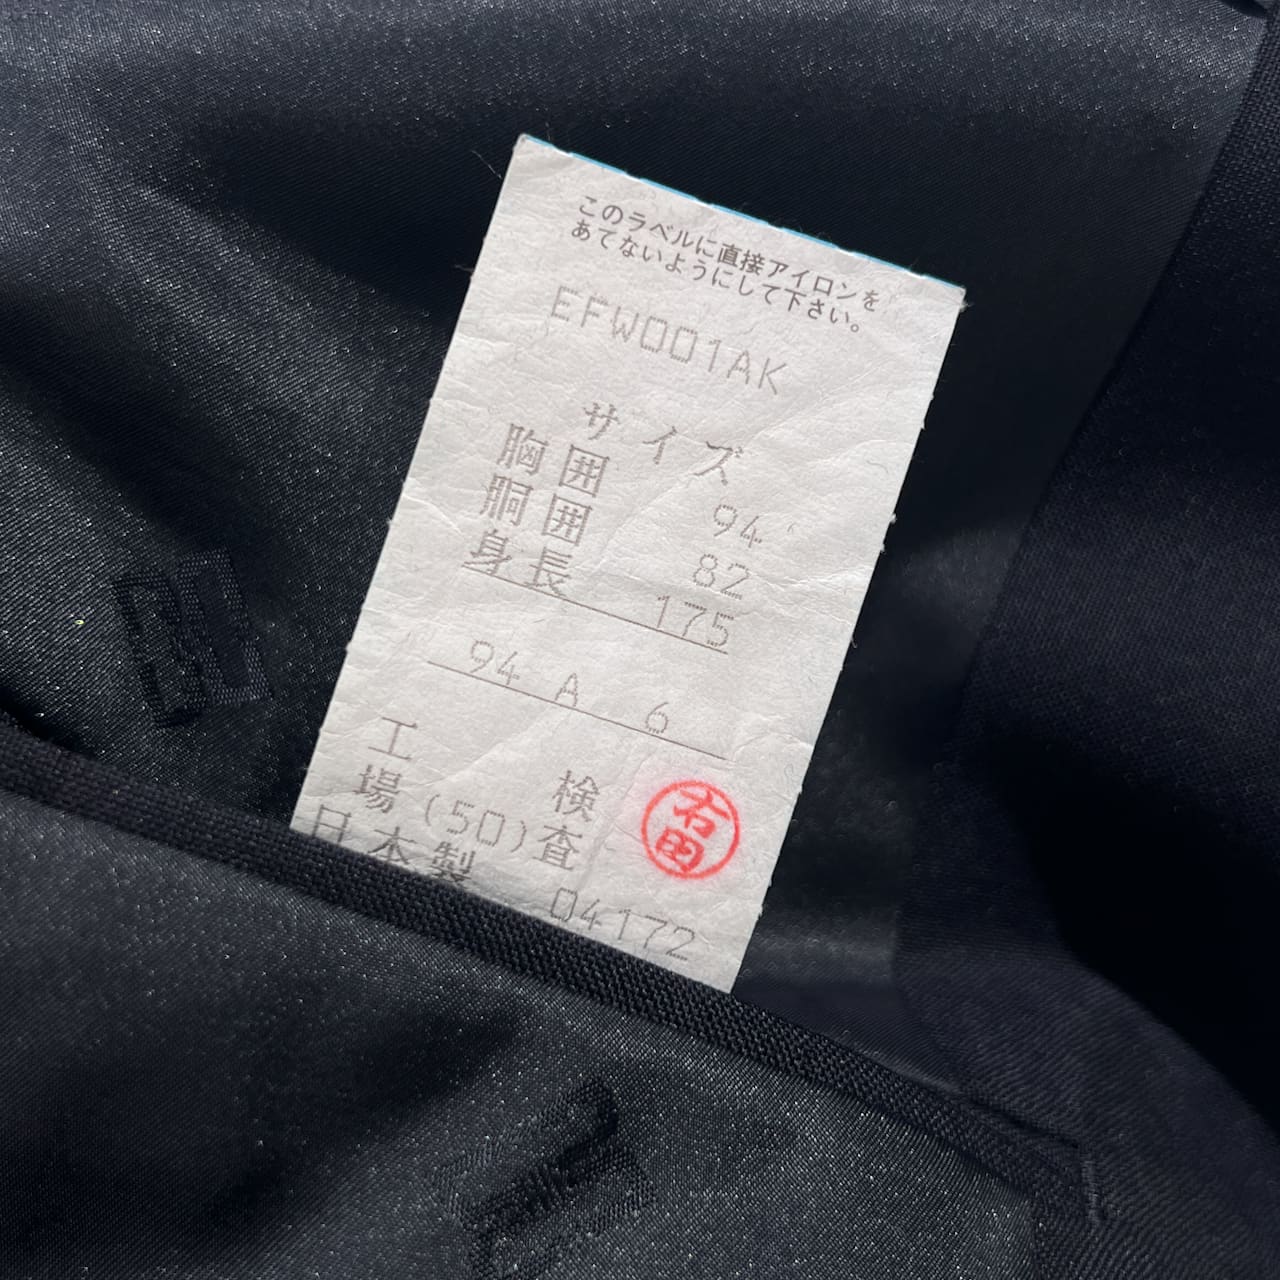 このラベルに直接アイロンを
あてないようにして下さい。
EFW001AK
サイズ
胸囲 94
胴囲 82
身長 175
94 A 6
工場 (50) 検査
日本製 04172